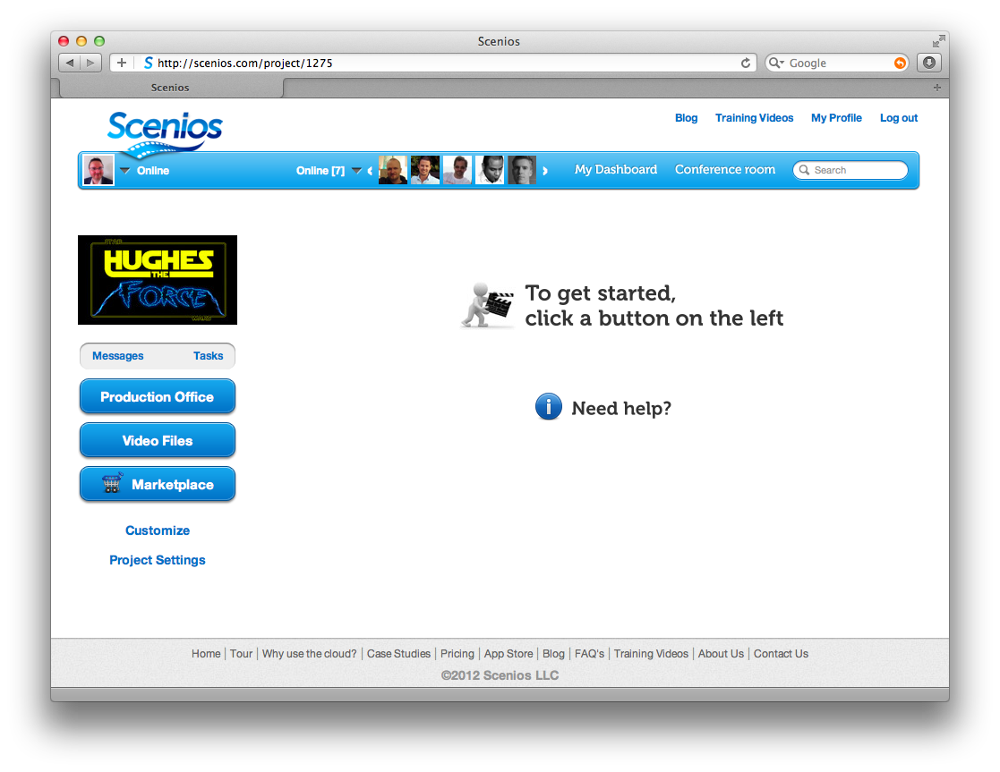 Scenios
http://scenios.com/project/1275
Google
Scenios
Scenios
Blog
Training Videos
My Profile
Log out
Online
Online [7]
My Dashboard
Conference room
Search
STAR
HUGHES
THE
FORCE
WARS
To get started,
click a button on the left
Messages
Tasks
Production Office
Need help?
Video Files
Marketplace
Customize
Project Settings
Home | Tour | Why use the cloud? | Case Studies | Pricing | App Store | Blog | FAQ's | Training Videos | About Us | Contact Us
©2012 Scenios LLC